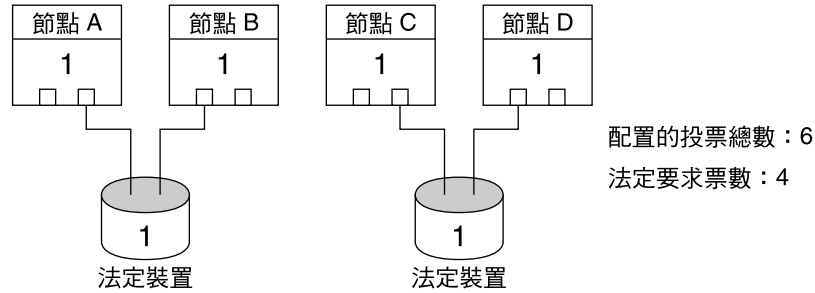 節點 A
節點 B
節點 C
節點 D
1
1
1
1
配置的投票總數：6
法定要求票數：4
1
1
法定裝置
法定裝置